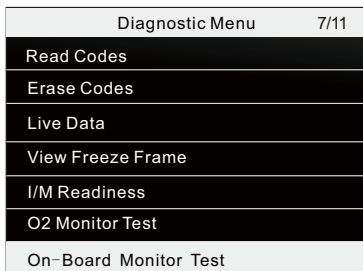 Diagnostic Menu 7/11
Read Codes
Erase Codes
Live Data
View Freeze Frame
I/M Readiness
O2 Monitor Test
On-Board Monitor Test